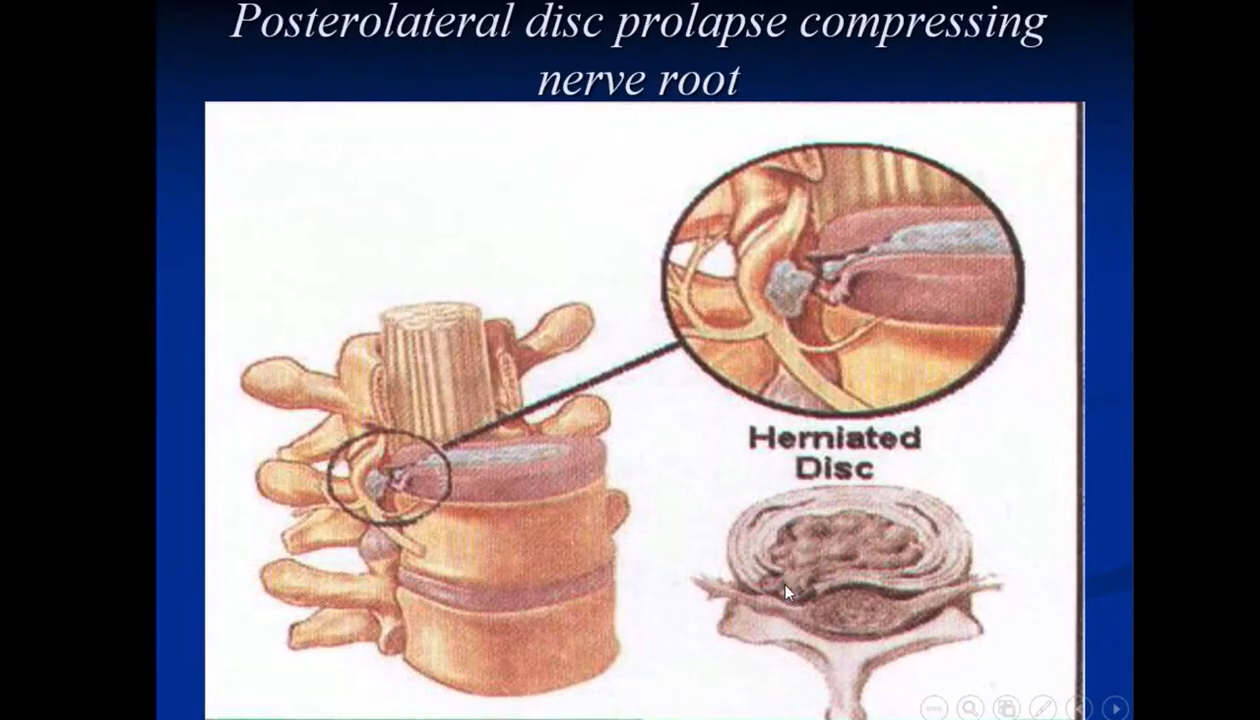 Posterolateral disc prolapse compressing
nerve root
Herniated
Disc